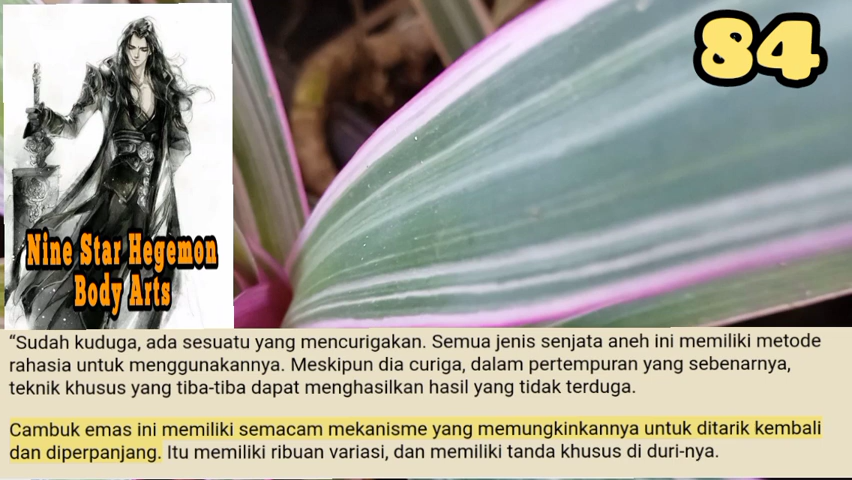 84
Nine Star Hegemon
Body Arts
“Sudah kuduga, ada sesuatu yang mencurigakan. Semua jenis senjata aneh ini memiliki metode
rahasia untuk menggunakannya. Meskipun dia curiga, dalam pertempuran yang sebenarnya,
teknik khusus yang tiba-tiba dapat menghasilkan hasil yang tidak terduga.
Cambuk emas ini memiliki semacam mekanisme yang memungkinkannya untuk ditarik kembali
dan diperpanjang. Itu memiliki ribuan variasi, dan memiliki tanda khusus di duri-nya.